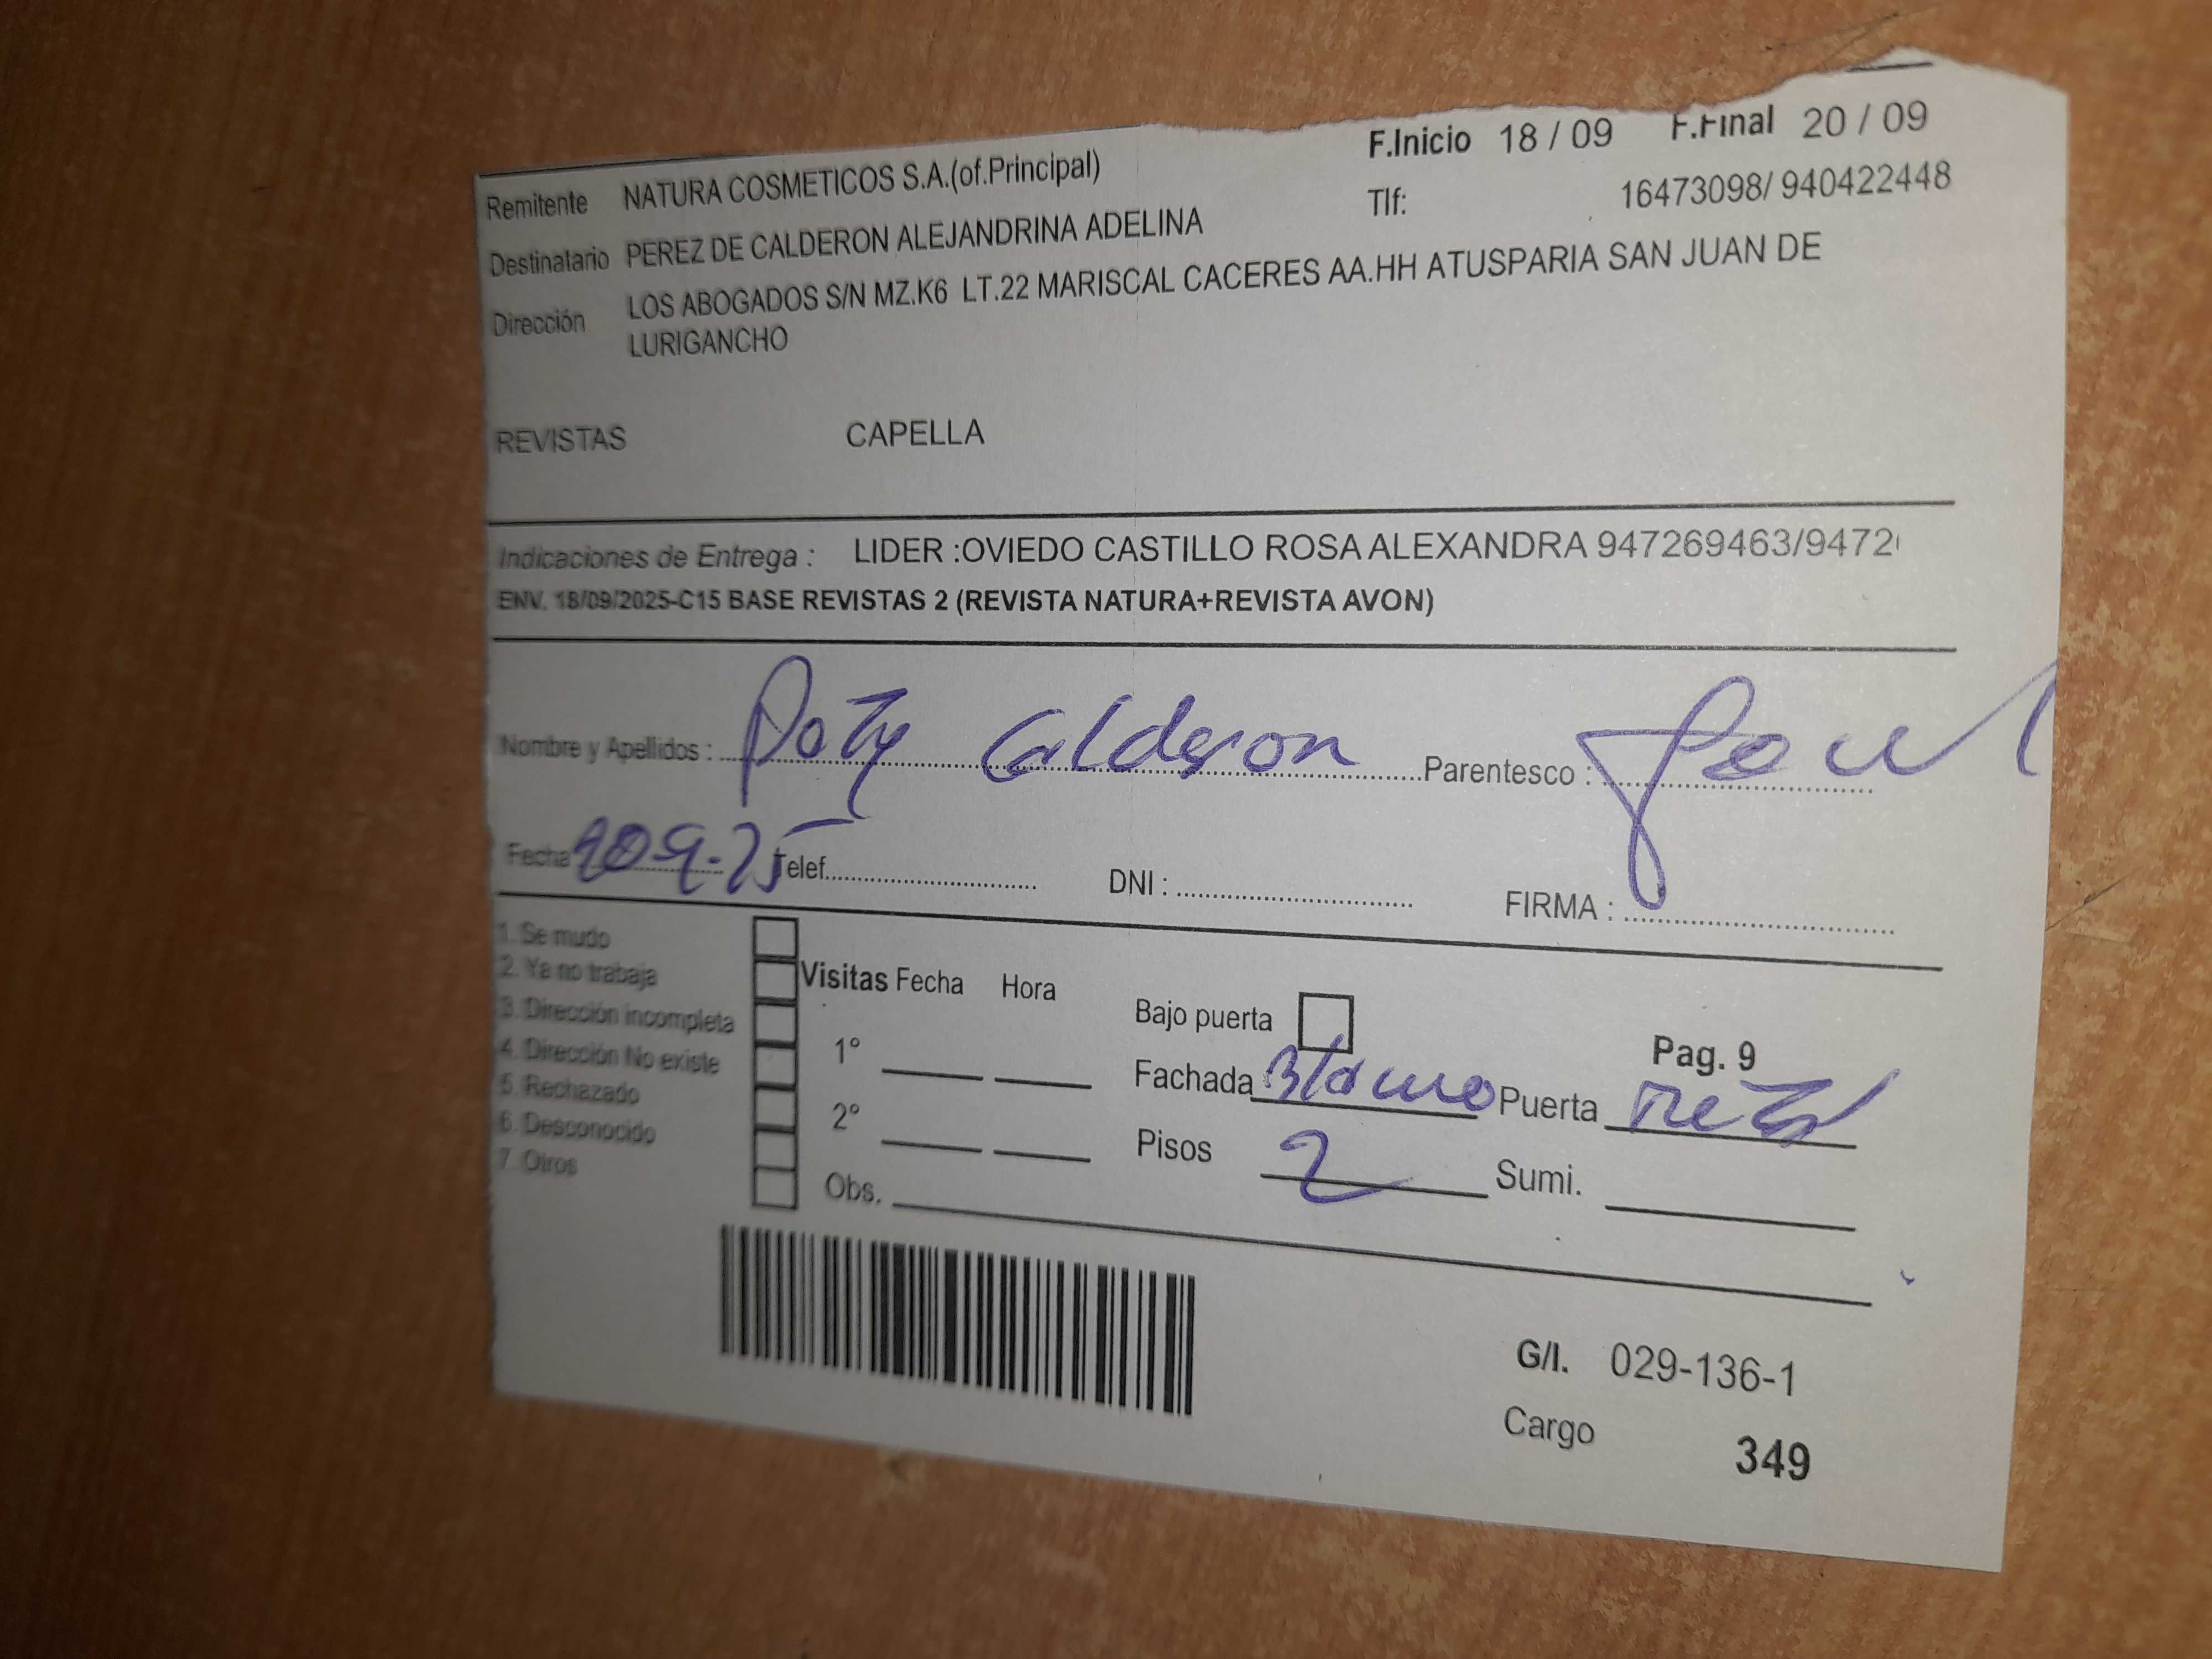 F.Inicio 18 / 09 F.Final 20 / 09
Remitente NATURA COSMETICOS S.A.(of.Principal)
Tlf: 16473098/ 940422448
Destinatario PEREZ DE CALDERON ALEJANDRINA ADELINA
Dirección LOS ABOGADOS S/N MZ.K6 LT.22 MARISCAL CACERES AA.HH ATUSPARIA SAN JUAN DE
LURIGANCHO
REVISTAS CAPELLA
Indicaciones de Entrega : LIDER :OVIEDO CASTILLO ROSA ALEXANDRA 947269463/9472
ENV. 18/09/2025-C15 BASE REVISTAS 2 (REVISTA NATURA+REVISTA AVON)
Nombre y Apellidos : Paty Calderon Parentesco :
Fecha Telef. DNI : FIRMA :
1. Se mudo
2. Ya no trabaja
3. Dirección incompleta
4. Dirección No existe
5. Rechazado
6. Desconocido
7. Otros
Visitas Fecha Hora
1°
2°
Obs.
Bajo puerta
Pag. 9
Fachada Blanco Puerta Metal
Pisos 2 Sumi.
G/I. 029-136-1
Cargo 349